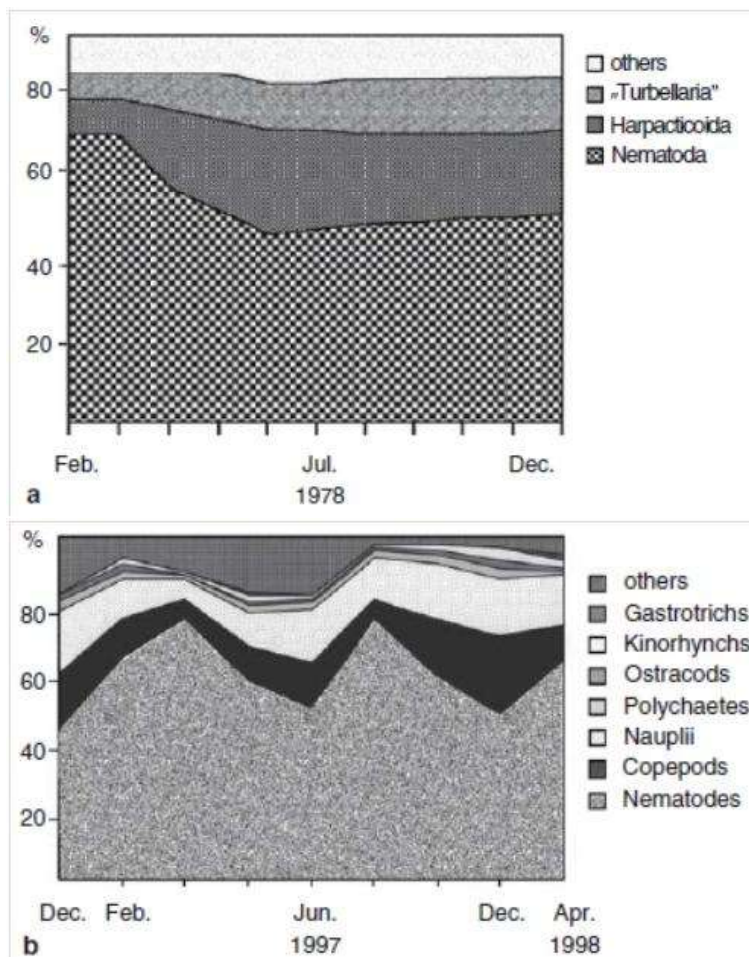 %
80
60
40
20
others
„Turbellaria"
Harpacticoida
Nematoda
Feb. Jul. Dec.
a 1978
%
80
60
40
20
others
Gastrotrichs
Kinorhynchs
Ostracods
Polychaetes
Nauplii
Copepods
Nematodes
Dec. Feb. Jun. Dec. Apr.
b 1997 1998